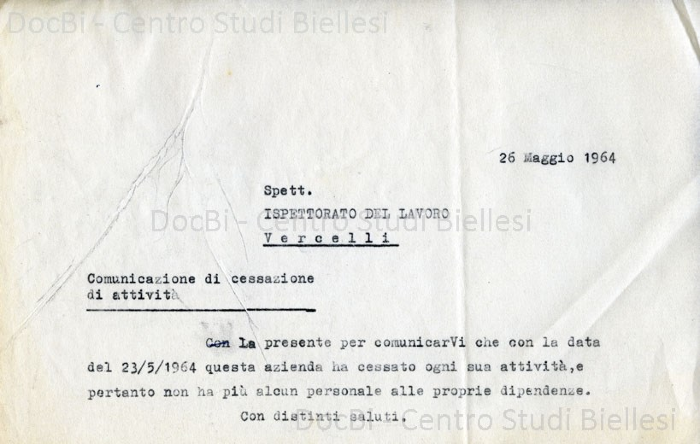 DocBi - Centro Studi Biellesi
26 Maggio 1964
Spett.
ISPETTORATO DEL LAVORO
DocBi - Centro Studi Biellesi
Vercelli
Comunicazione di cessazione
di attività
Con La presente per comunicarVi che con la data
del 23/5/1964 questa azienda ha cessato ogni sua attività,e
pertanto non ha più alcun personale alle proprie dipendenze.
Con distinti saluti.
DocBi - Centro Studi Biellesi